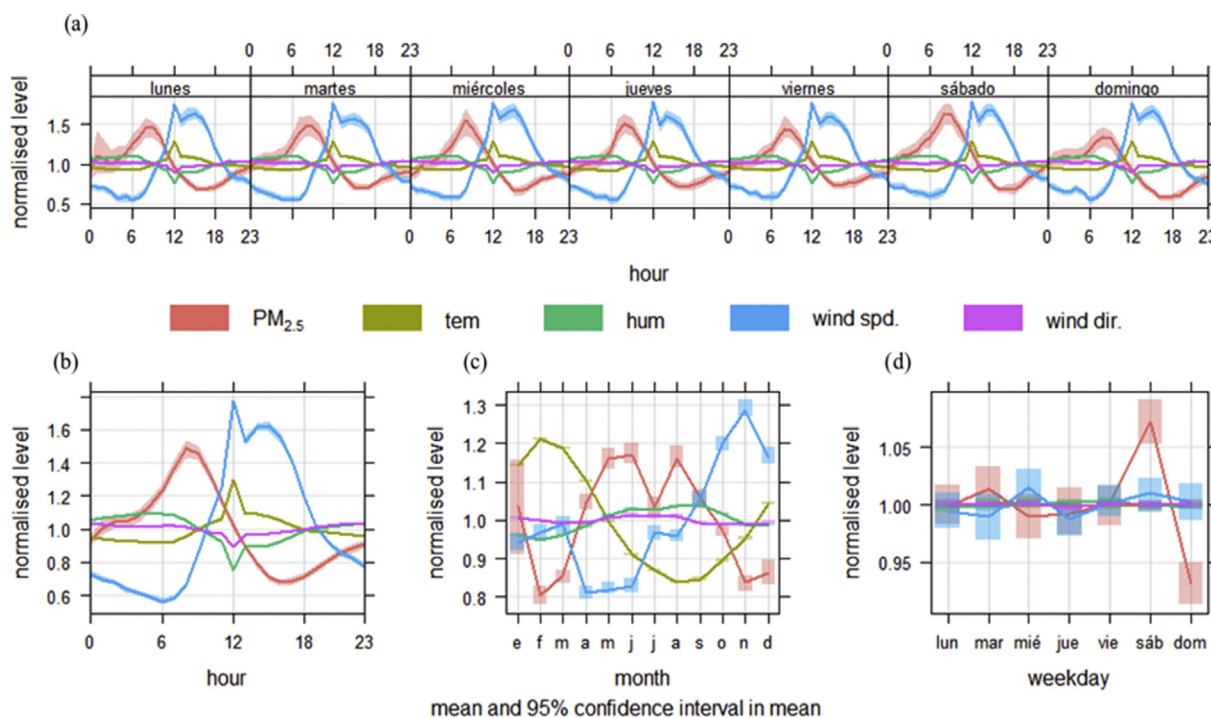 (a)
0 6 12 18 23 0 6 12 18 23 0 6 12 18 23
lunes martes miércoles jueves viernes sábado domingo
normalised level
1.5
1.0
0.5
0 6 12 18 23 0 6 12 18 23 0 6 12 18 23 0 6 12 18 23
hour
PM2.5 tem hum wind spd. wind dir.
(b)
normalised level
1.6
1.4
1.2
1.0
0.8
0.6
0 6 12 18 23
hour
(c)
normalised level
1.3
1.2
1.1
1.0
0.9
0.8
e f m a m j j a s o n d
month
(d)
normalised level
1.05
1.00
0.95
lun mar mié jue vie sáb dom
weekday
mean and 95% confidence interval in mean